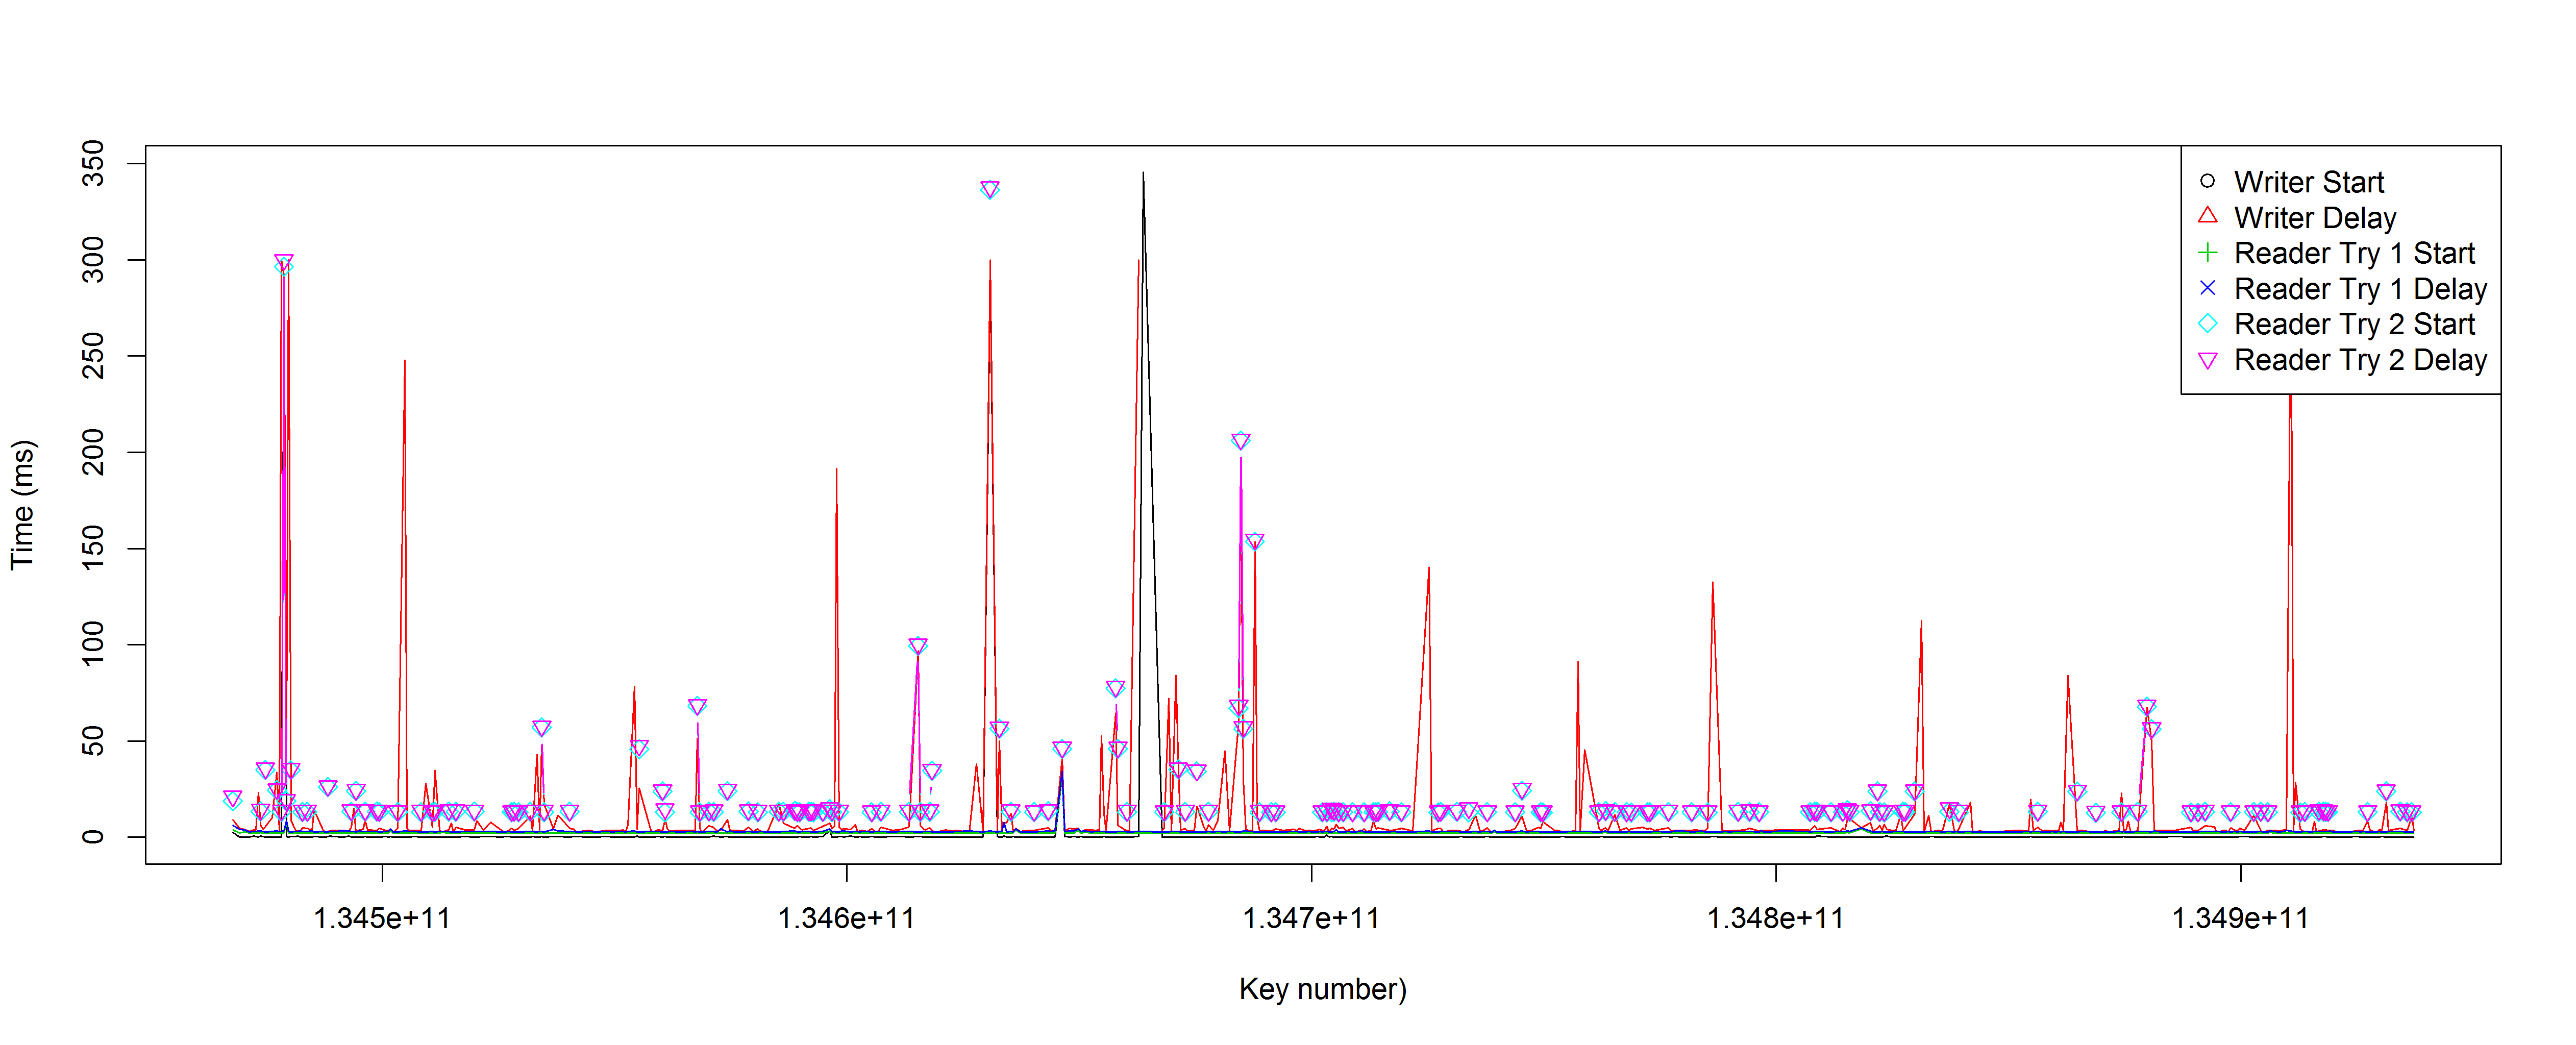 350
300
250
200
150
100
50
0
Time (ms)
Writer Start
Writer Delay
Reader Try 1 Start
Reader Try 1 Delay
Reader Try 2 Start
Reader Try 2 Delay
1.345e+11 1.346e+11 1.347e+11 1.348e+11 1.349e+11
Key number)